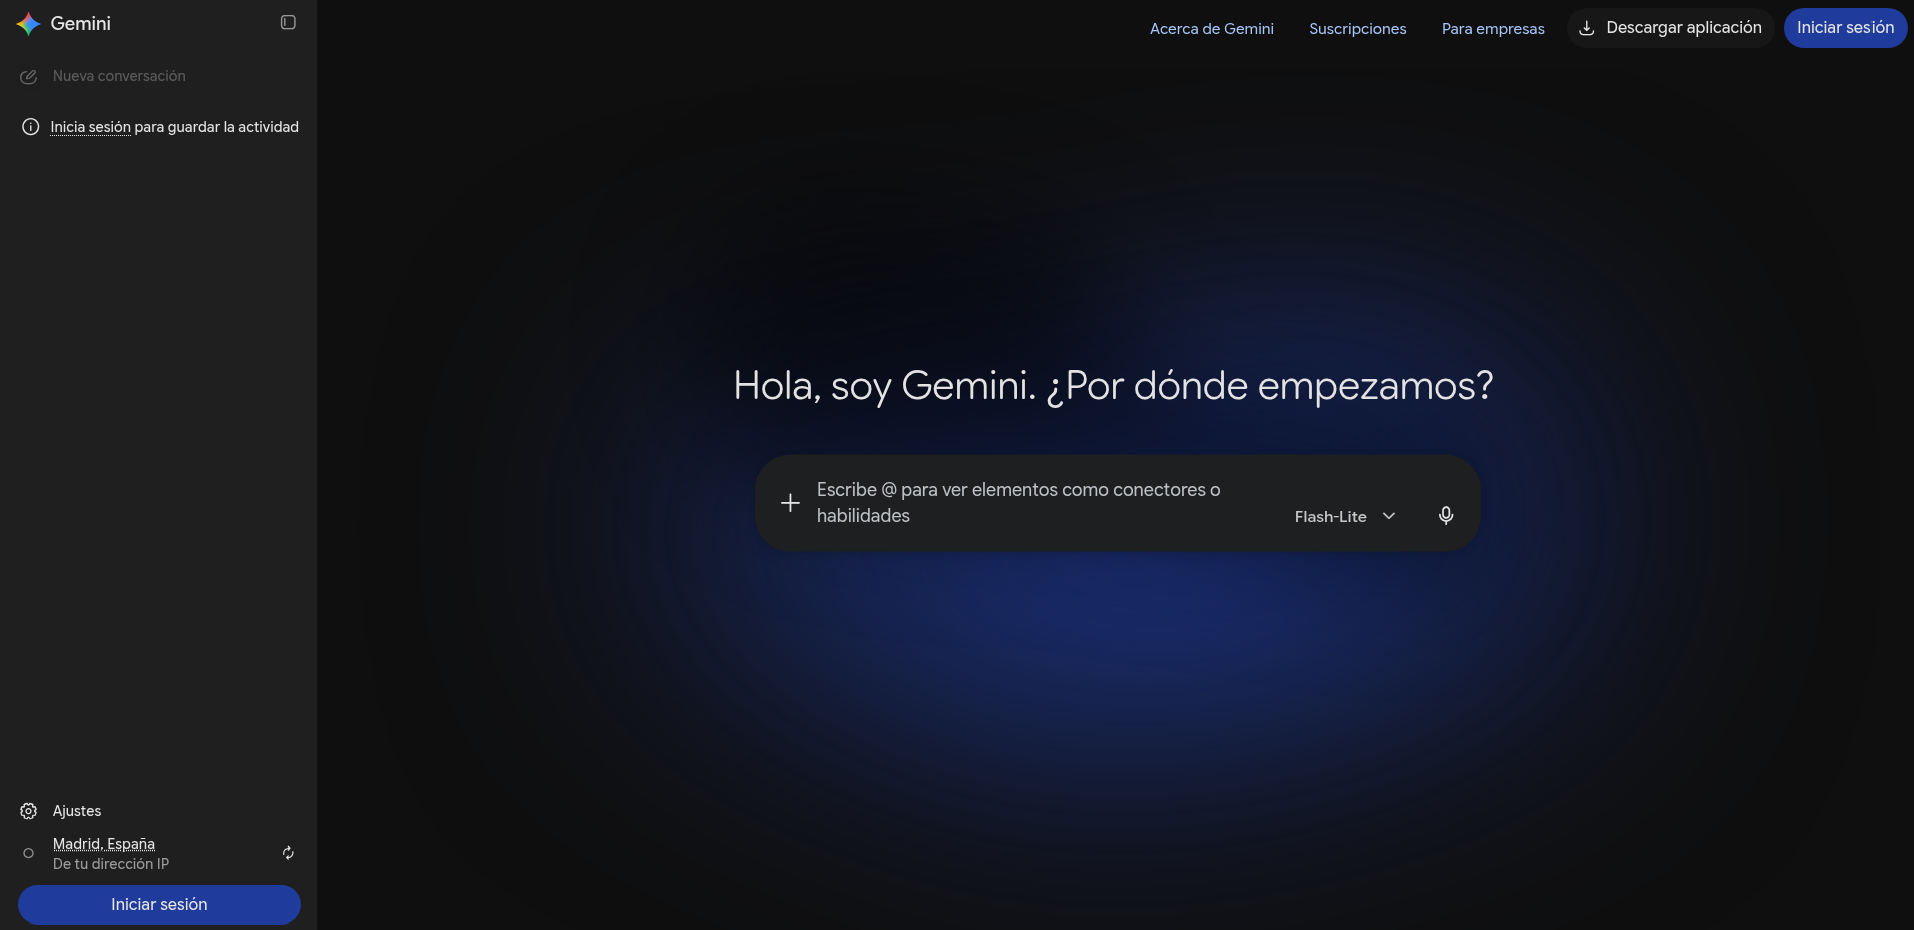 Gemini
Nueva conversación
Inicia sesión para guardar la actividad
Ajustes
Madrid, España
De tu dirección IP
Iniciar sesión
Acerca de Gemini
Suscripciones
Para empresas
Descargar aplicación
Iniciar sesión
Hola, soy Gemini. ¿Por dónde empezamos?
Escribe @ para ver elementos como conectores o
habilidades
Flash-Lite